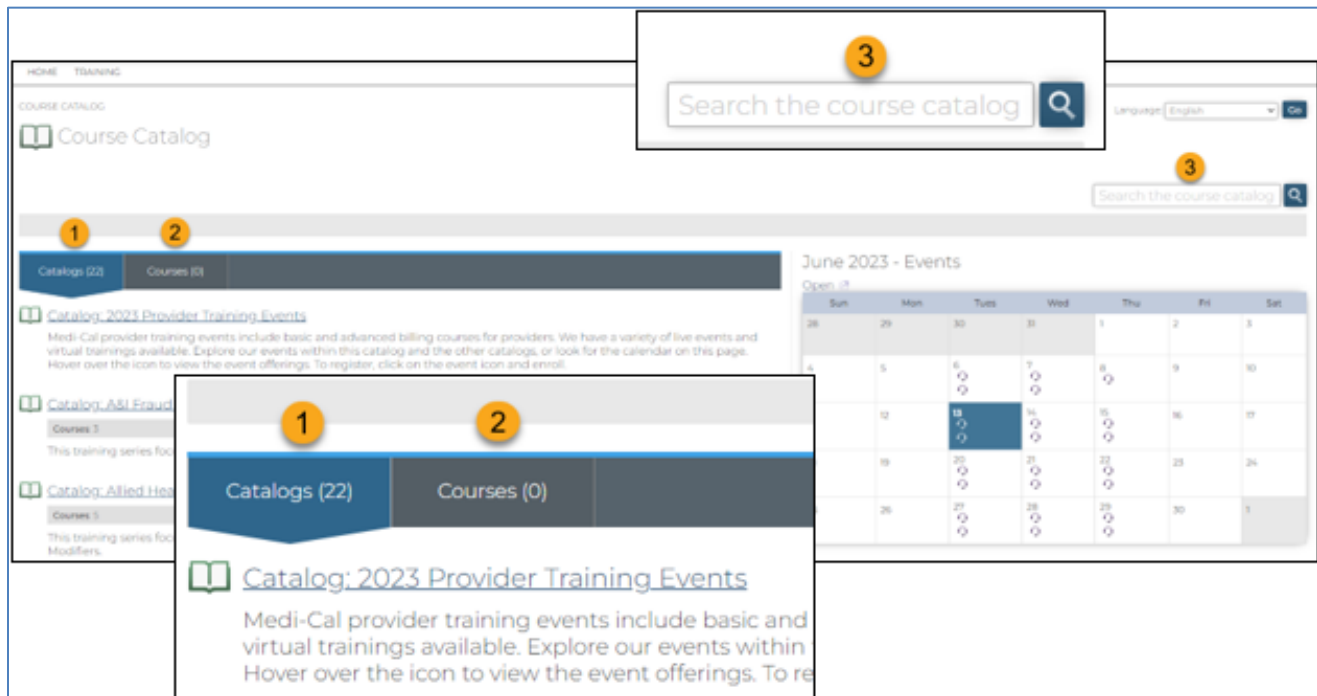 HOME TRAINING
COURSE CATALOG
Course Catalog
3
Search the course catalog
Language: English Go
3
Search the course catalog
1 2
Catalogs (22) Courses (0)
Catalog: 2023 Provider Training Events
Medi-Cal provider training events include basic and advanced billing courses for providers. We have a variety of live events and
virtual trainings available. Explore our events within this catalog and the other catalogs, or look for the calendar on this page.
Hover over the icon to view the event offerings. To register, click on the event icon and enroll.
Catalog: A&I Fraud
Courses 3
This training series foc
Catalog: Allied Hea
Courses 5
This training series foc
Modifiers.
June 2023 - Events
Open
Sun Mon Tues Wed Thu Fri Sat
28 29 30 31 1 2 3
4 5 6 7 8 9 10
12 13 14 15 16 17
19 20 21 22 23 24
26 27 28 29 30 1
1 2
Catalogs (22) Courses (0)
Catalog: 2023 Provider Training Events
Medi-Cal provider training events include basic and
virtual trainings available. Explore our events within
Hover over the icon to view the event offerings. To re